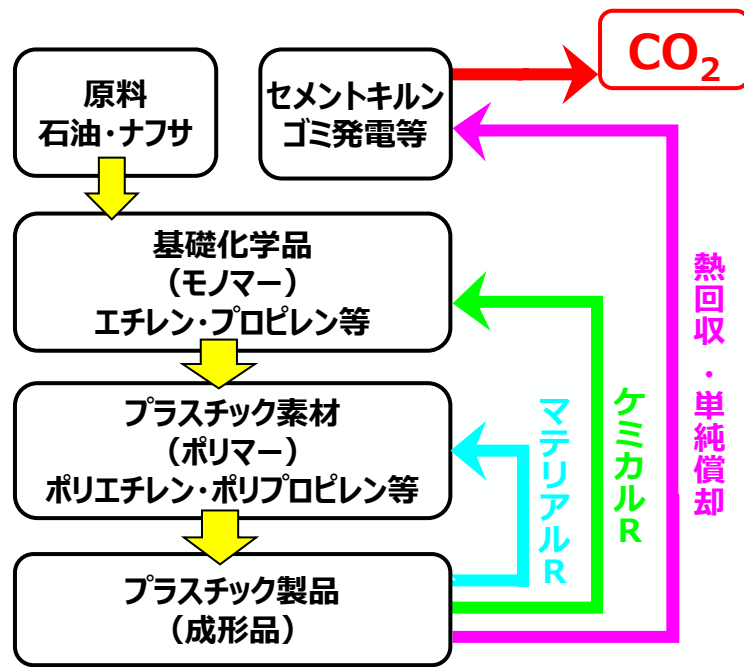 原料
石油・ナフサ
セメントキルン
ゴミ発電等
CO₂
基礎化学品
（モノマー）
エチレン・プロピレン等
プラスチック素材
（ポリマー）
ポリエチレン・ポリプロピレン等
プラスチック製品
（成形品）
マテリアルR
ケミカルR
熱回収・単純償却